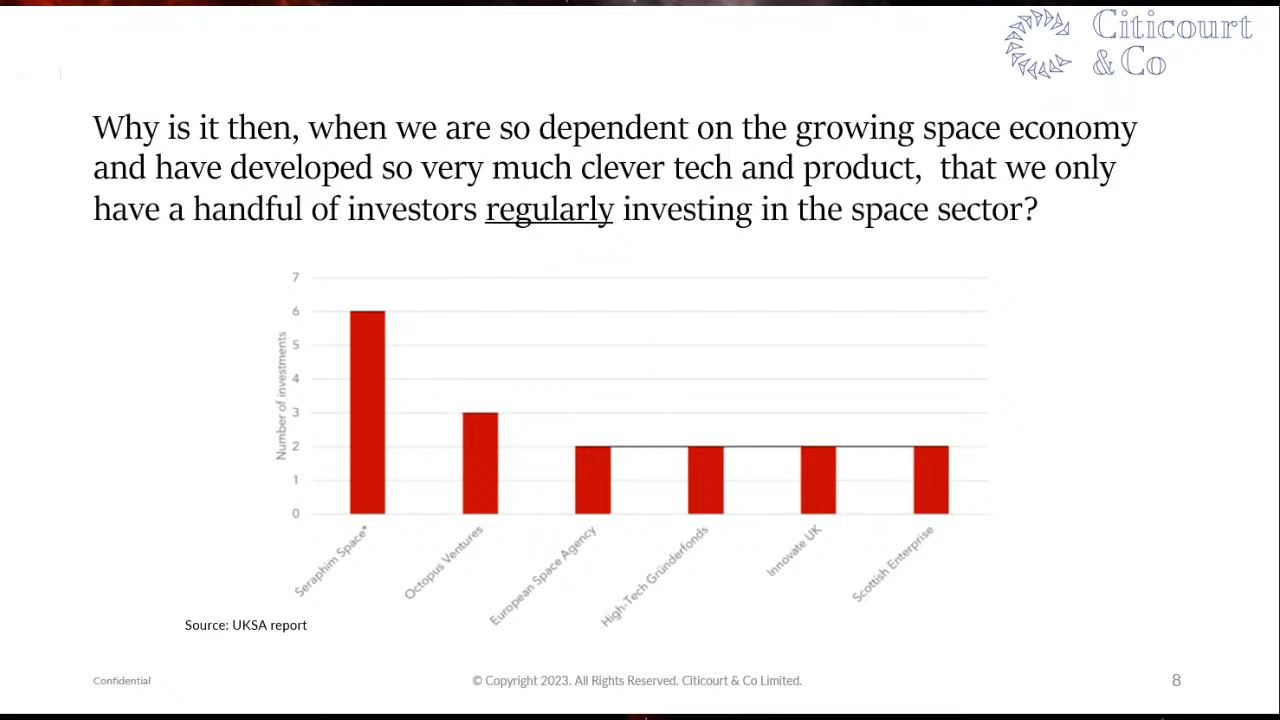 Citicourt
& Co
Why is it then, when we are so dependent on the growing space economy
and have developed so very much clever tech and product,  that we only
have a handful of investors regularly investing in the space sector?
Number of investments
7
6
5
4
3
2
1
0
Seraphim Space*
Octopus Ventures
European Space Agency
High-Tech Gründerfonds
Innovate UK
Scottish Enterprise
Source: UKSA report
Confidential
© Copyright 2023. All Rights Reserved. Citicourt & Co Limited.
8